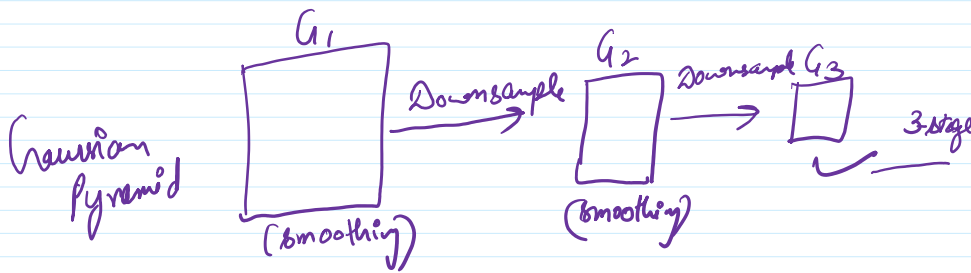 G1
Downsample
G2
Downsample
G3
3-stage
Gaussian
Pyramid
(smoothing)
(smoothing)